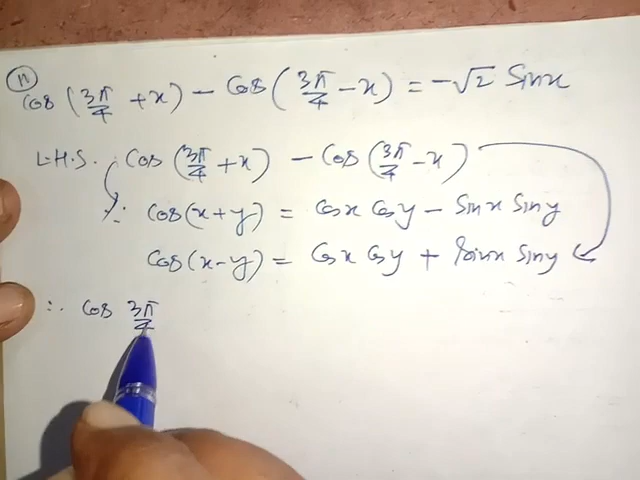 11
cos (3π/4 + x) − cos (3π/4 − x) = −√2 sinx
L.H.S. cos (3π/4 + x) − cos (3π/4 − x)
∵ cos(x+y) = cosx cosy − sinx siny
cos(x−y) = cosx cosy + sinx siny
∴ cos 3π/4